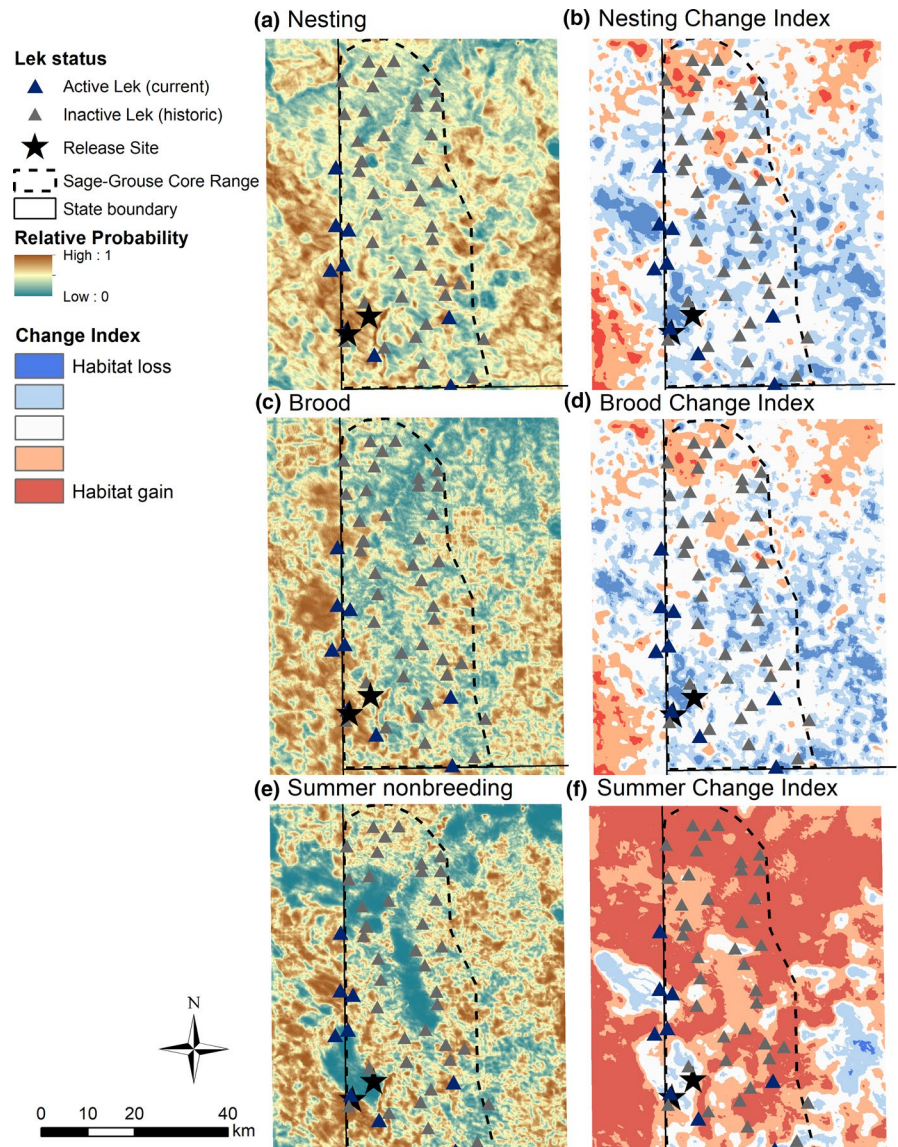 (a) Nesting
(b) Nesting Change Index
Lek status
Active Lek (current)
Inactive Lek (historic)
Release Site
Sage-Grouse Core Range
State boundary
Relative Probability
High : 1
Low : 0
Change Index
Habitat loss
Habitat gain
(c) Brood
(d) Brood Change Index
(e) Summer nonbreeding
(f) Summer Change Index
N
0 10 20 40
km